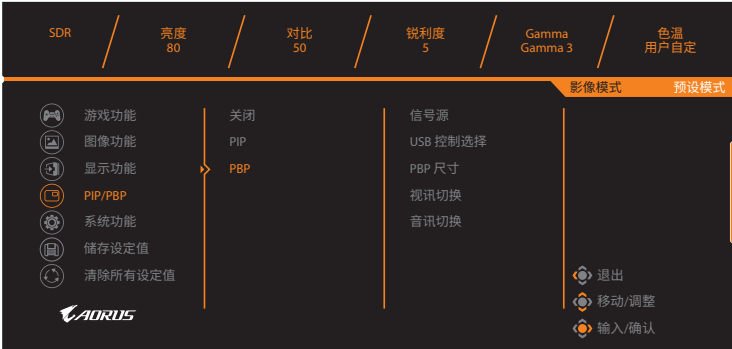 SDR
亮度
80
对比
50
锐利度
5
Gamma
Gamma 3
色温
用户自定
影像模式 预设模式
游戏功能 关闭 信号源
图像功能 PIP USB 控制选择
显示功能 PBP PBP 尺寸
PIP/PBP 视讯切换
系统功能 音讯切换
储存设定值
清除所有设定值 退出
移动/调整
AORUS
输入/确认